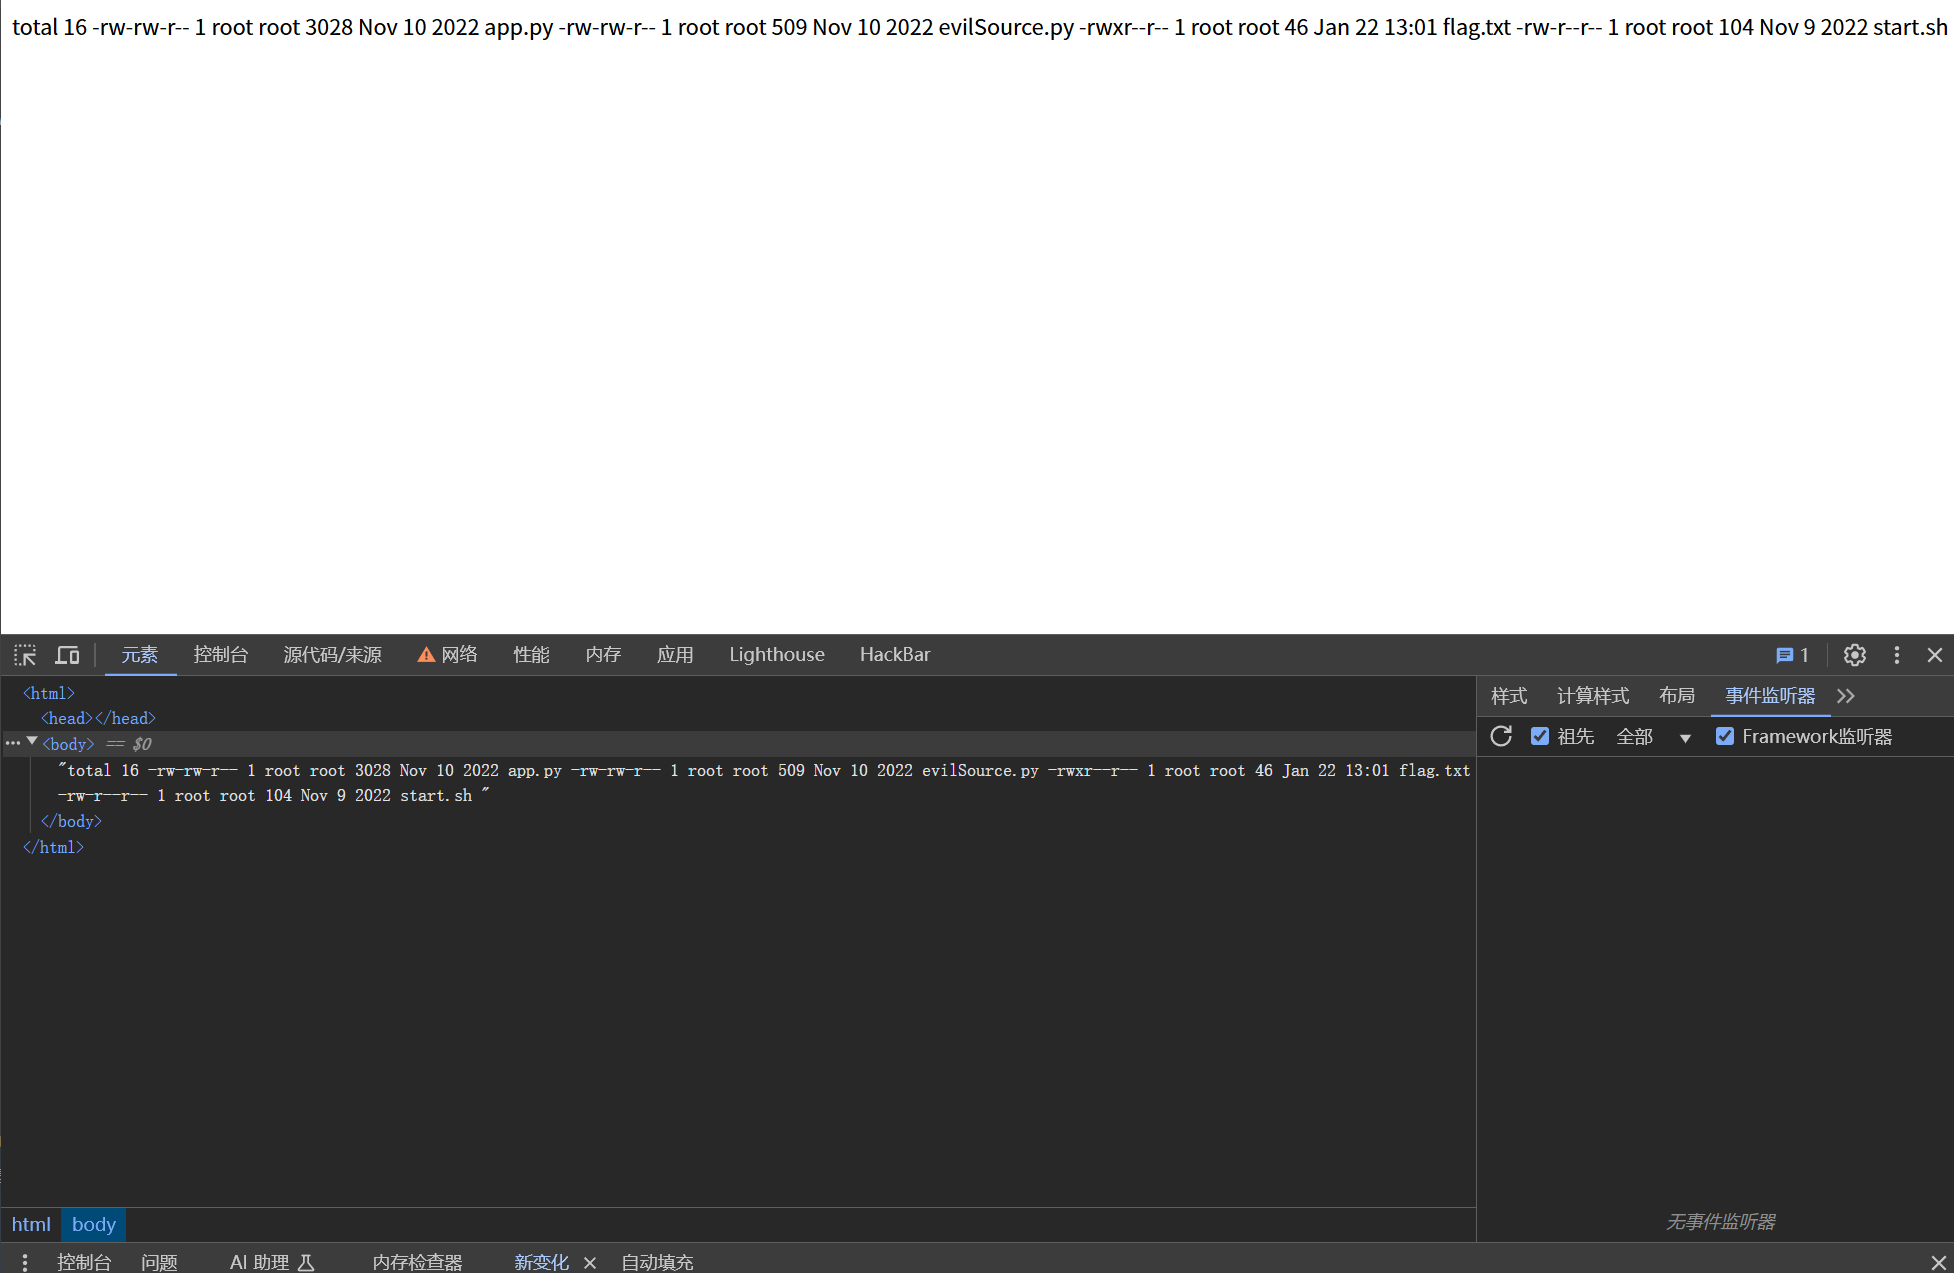 total 16 -rw-rw-r-- 1 root root 3028 Nov 10 2022 app.py -rw-rw-r-- 1 root root 509 Nov 10 2022 evilSource.py -rwxr--r-- 1 root root 46 Jan 22 13:01 flag.txt -rw-r--r-- 1 root root 104 Nov 9 2022 start.sh
元素 控制台 源代码/来源 网络 性能 内存 应用 Lighthouse HackBar 1
<html>
<head></head>
<body> == $0
"total 16 -rw-rw-r-- 1 root root 3028 Nov 10 2022 app.py -rw-rw-r-- 1 root root 509 Nov 10 2022 evilSource.py -rwxr--r-- 1 root root 46 Jan 22 13:01 flag.txt
-rw-r--r-- 1 root root 104 Nov 9 2022 start.sh "
</body>
</html>
样式 计算样式 布局 事件监听器
祖先 全部 Framework监听器
无事件监听器
html body
控制台 问题 AI 助理 内存检查器 新变化 自动填充